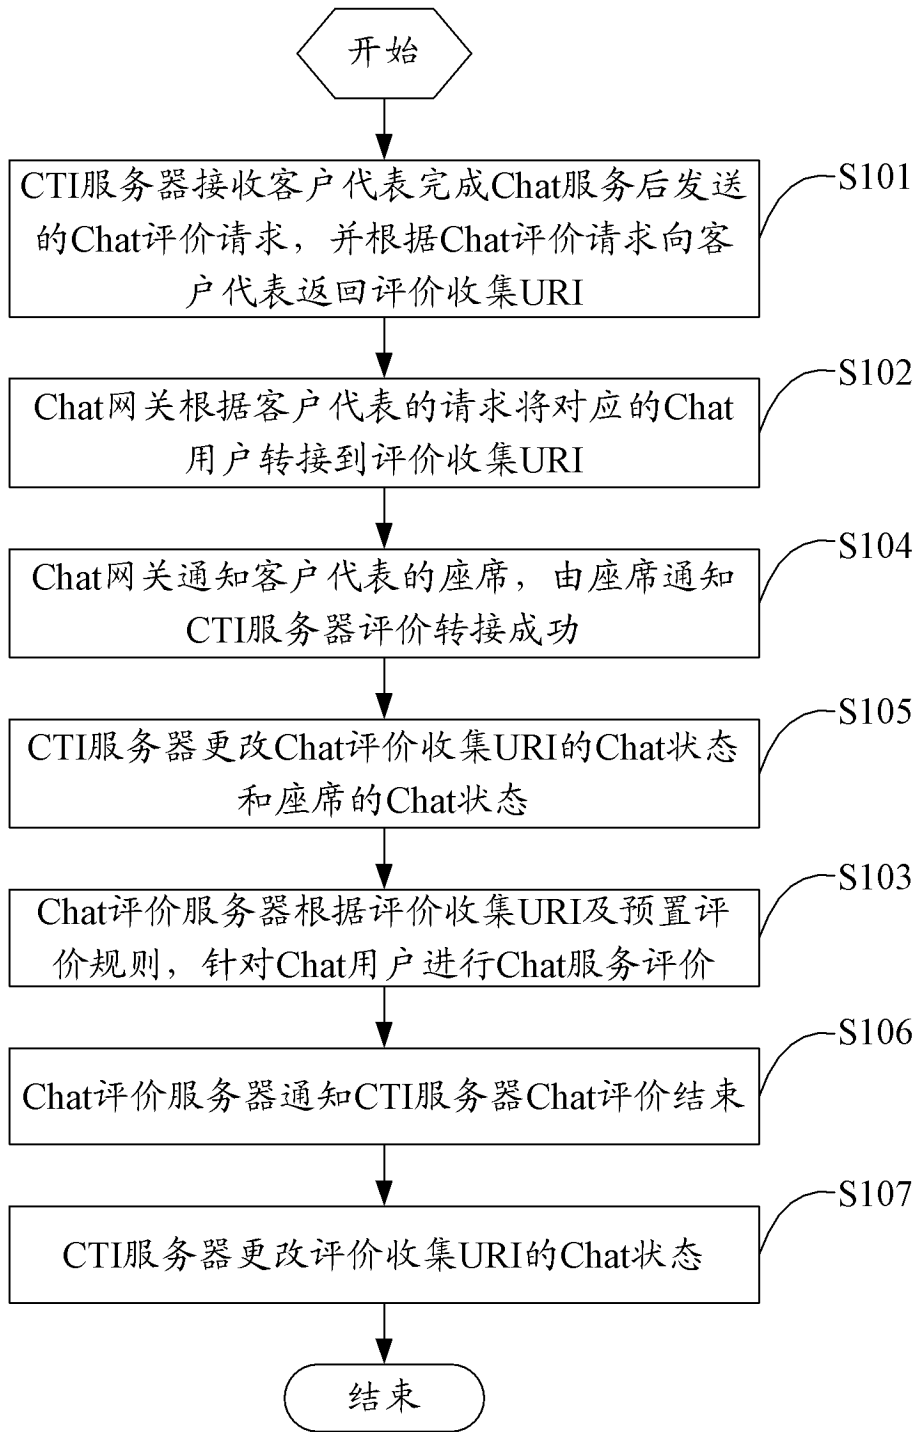 开始
CTI服务器接收客户代表完成Chat服务后发送
的Chat评价请求，并根据Chat评价请求向客
户代表返回评价收集URI
S101
Chat网关根据客户代表的请求将对应的Chat
用户转接到评价收集URI
S102
Chat网关通知客户代表的座席，由座席通知
CTI服务器评价转接成功
S104
CTI服务器更改Chat评价收集URI的Chat状态
和座席的Chat状态
S105
Chat评价服务器根据评价收集URI及预置评
价规则，针对Chat用户进行Chat服务评价
S103
Chat评价服务器通知CTI服务器Chat评价结束
S106
CTI服务器更改评价收集URI的Chat状态
S107
结束